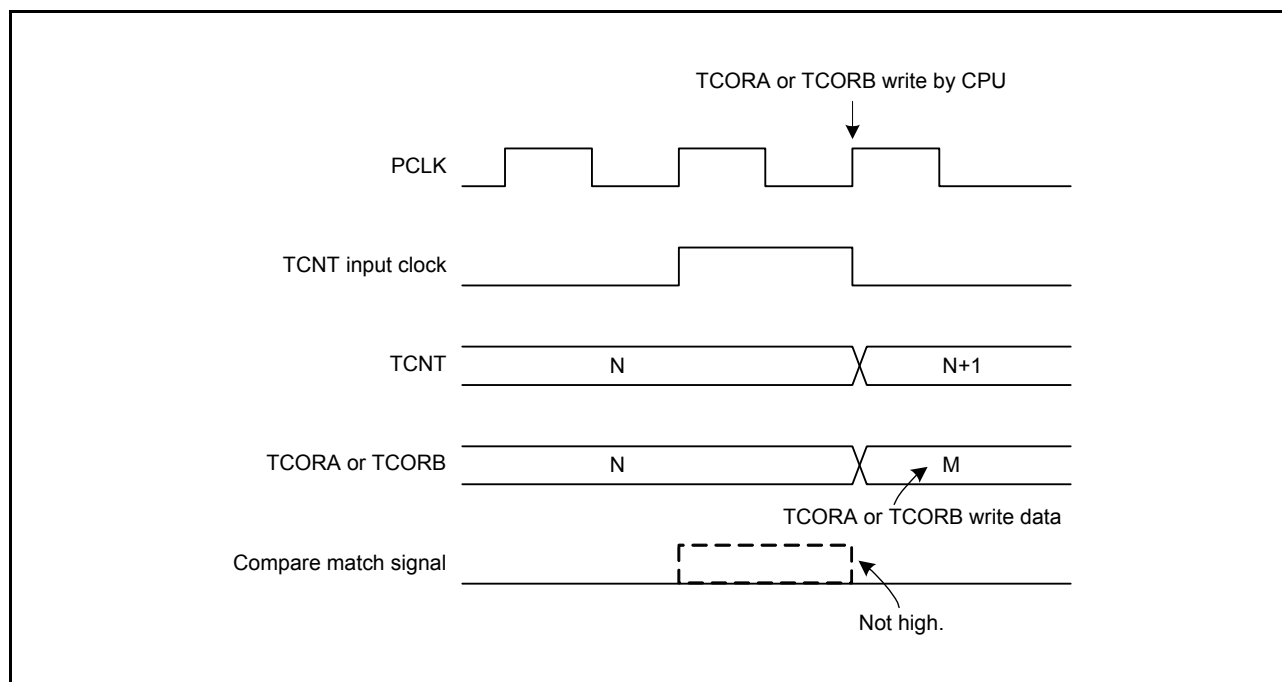 TCORA or TCORB write by CPU
PCLK
TCNT input clock
TCNT
N
N+1
TCORA or TCORB
N
M
TCORA or TCORB write data
Compare match signal
Not high.